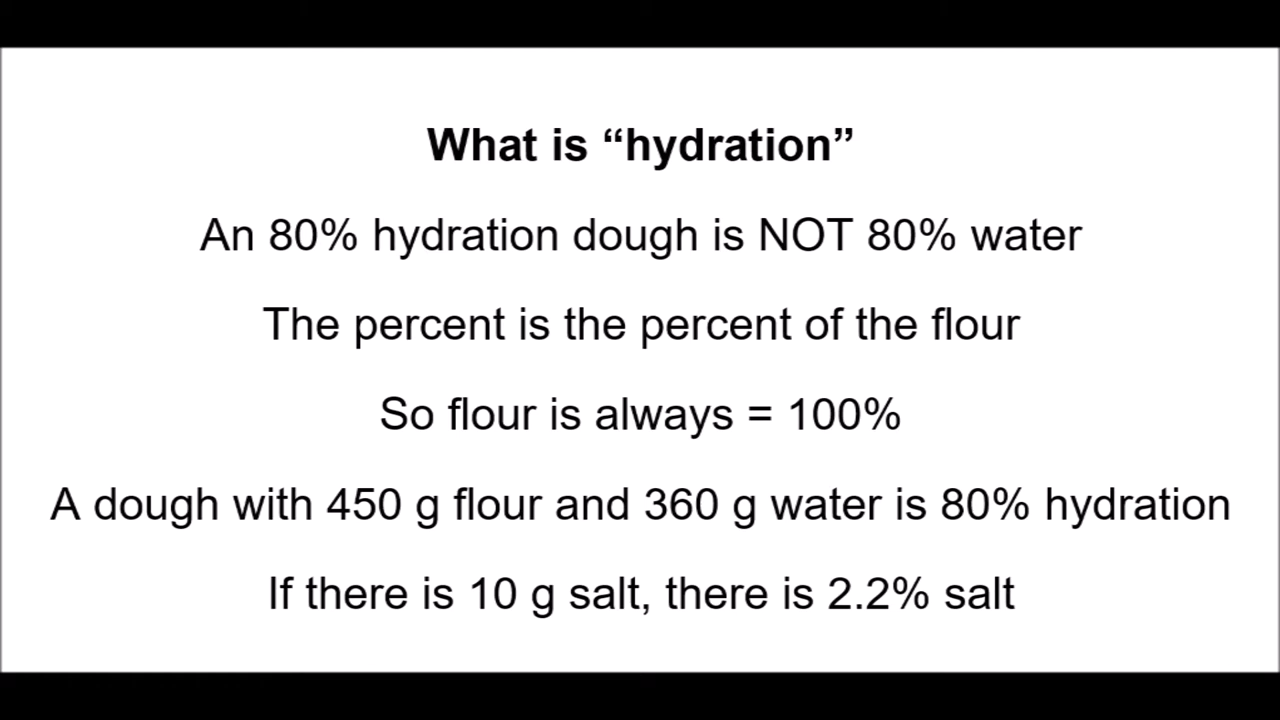 What is “hydration”
An 80% hydration dough is NOT 80% water
The percent is the percent of the flour
So flour is always = 100%
A dough with 450 g flour and 360 g water is 80% hydration
If there is 10 g salt, there is 2.2% salt